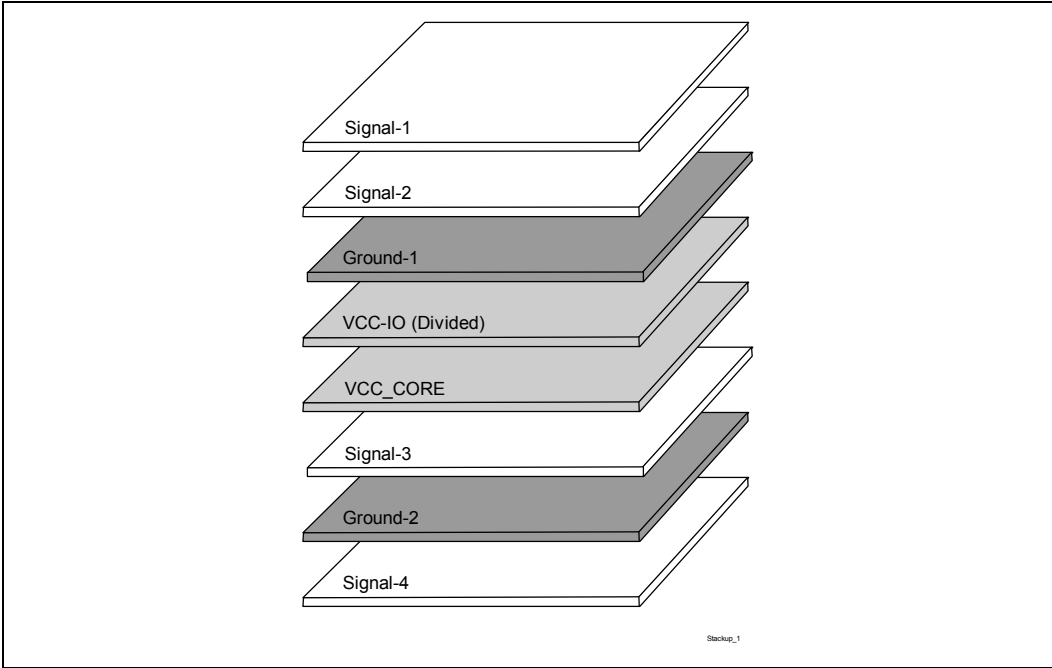 Signal-1
Signal-2
Ground-1
VCC-IO (Divided)
VCC_CORE
Signal-3
Ground-2
Signal-4
Stackup_1